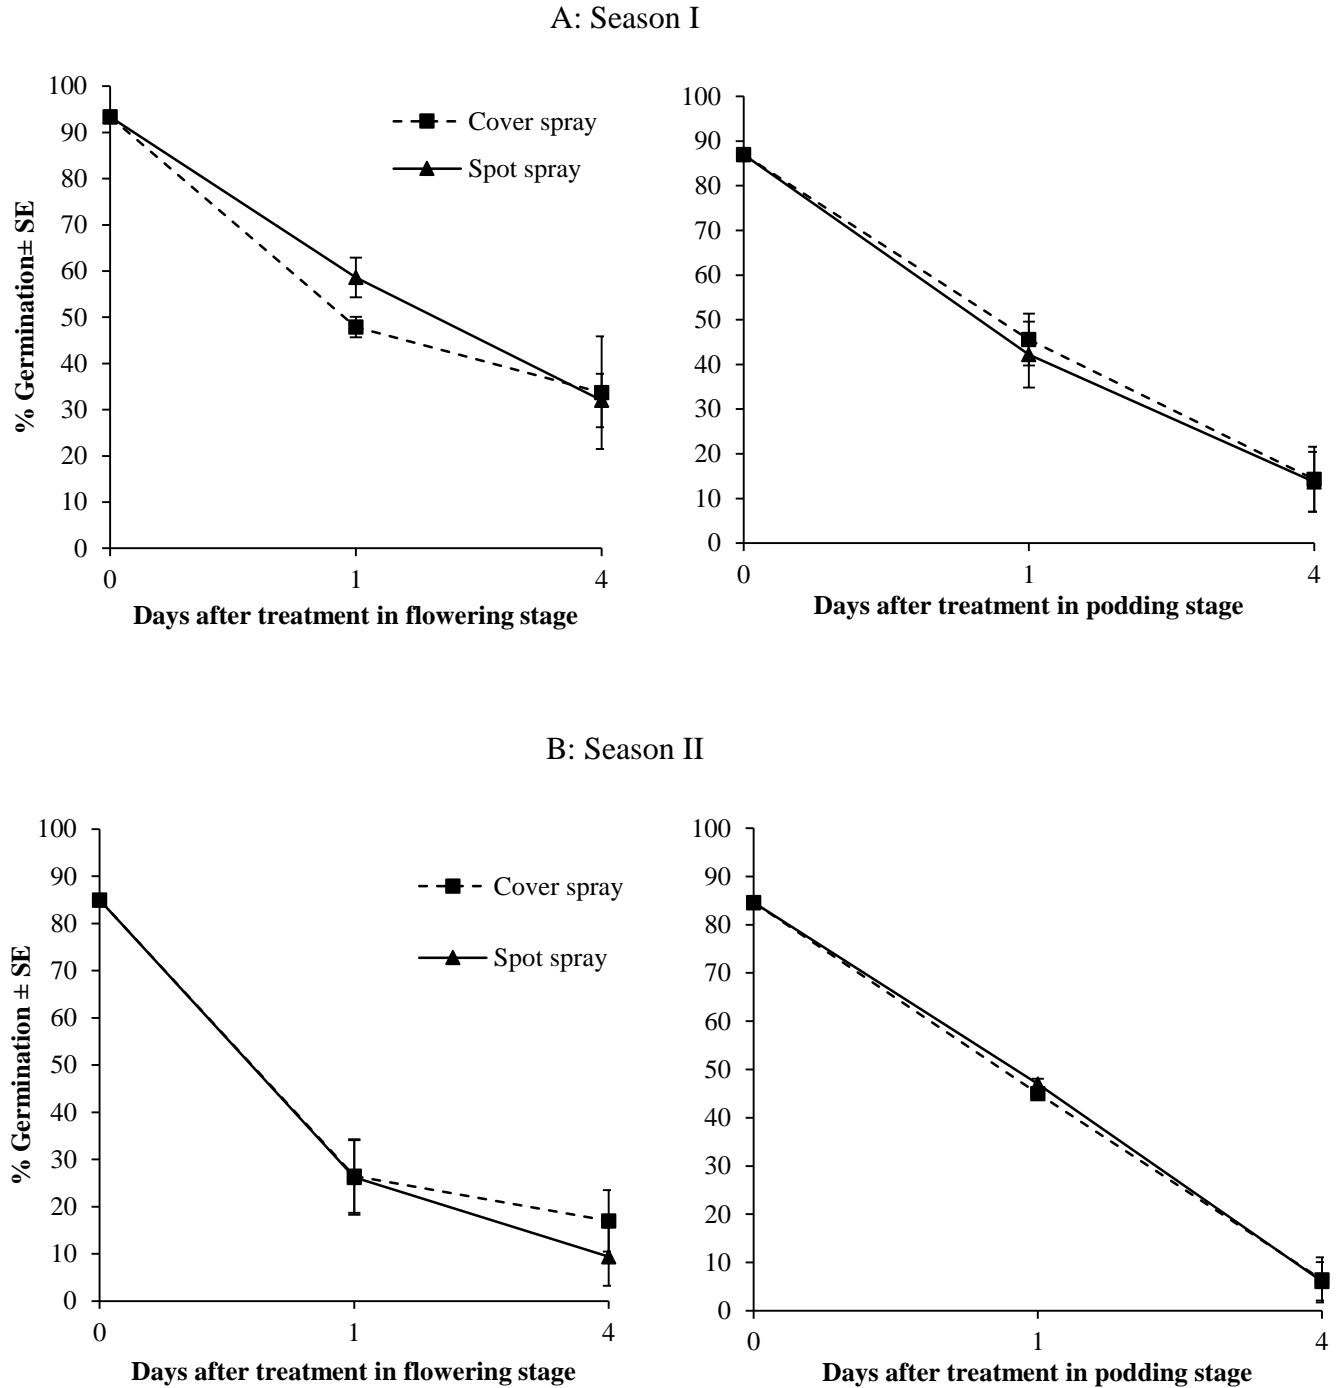 A: Season I
100
90
80
70
60
50
40
30
20
10
0
% Germination± SE
Cover spray
Spot spray
0 1 4
Days after treatment in flowering stage
100
90
80
70
60
50
40
30
20
10
0
0 1 4
Days after treatment in podding stage
B: Season II
100
90
80
70
60
50
40
30
20
10
0
% Germination ± SE
Cover spray
Spot spray
0 1 4
Days after treatment in flowering stage
100
90
80
70
60
50
40
30
20
10
0
0 1 4
Days after treatment in podding stage